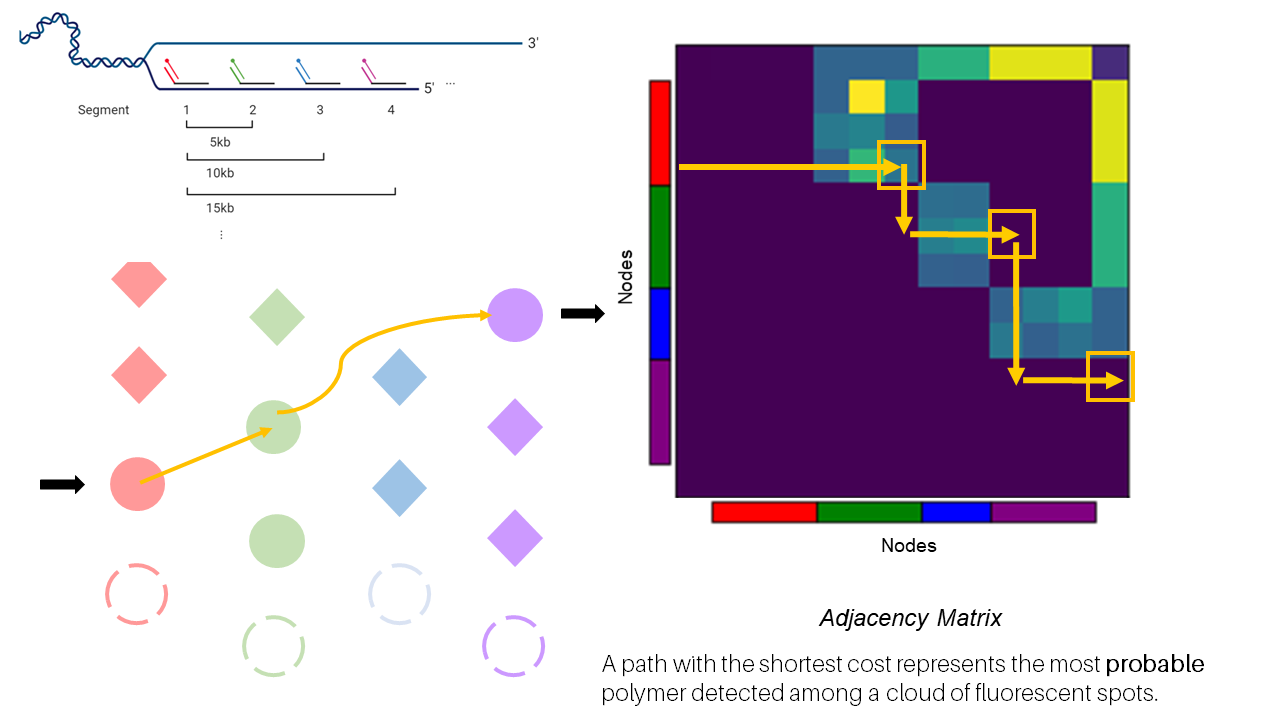 3'
5' ...
Segment 1 2 3 4
5kb
10kb
15kb
...
Nodes
Nodes
Adjacency Matrix
A path with the shortest cost represents the most probable
polymer detected among a cloud of fluorescent spots.